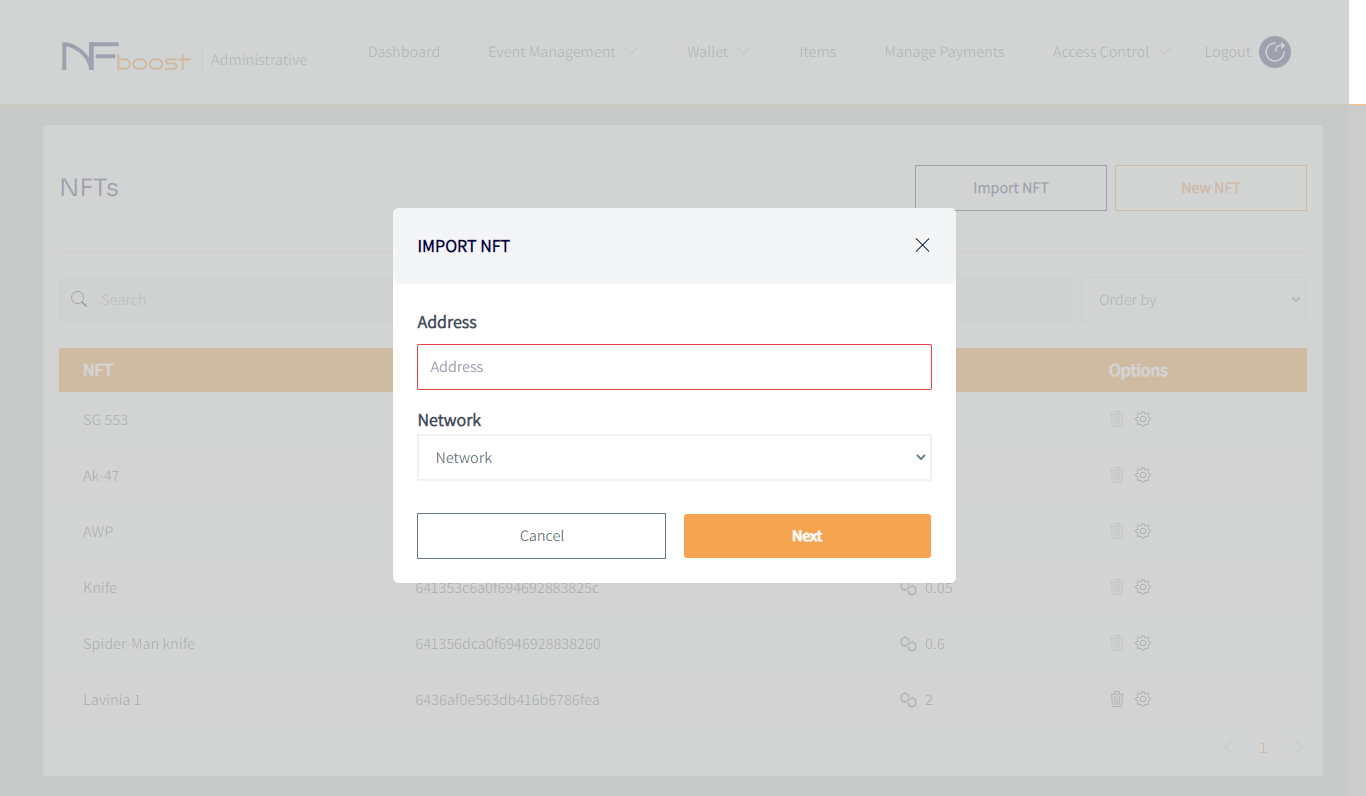 NFboost Administrative Dashboard Event Management Wallet Items Manage Payments Access Control Logout
NFTs Import NFT New NFT
IMPORT NFT
Search Order by
Address
Address
NFT Options
Network
SG 553
Network
Ak-47
AWP
Cancel Next
Knife 641353c6a0f694692883825c 0.05
Spider-Man knife 641356dca0f6946928838260 0.6
Lavinia 1 6436af0e563db416b6786fea 2
1